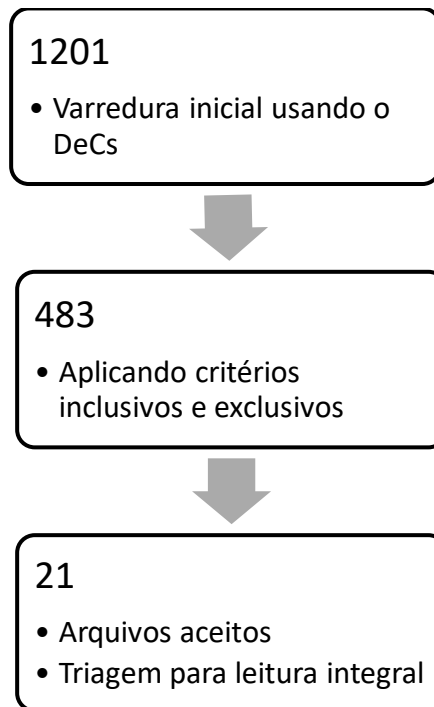 1201
• Varredura inicial usando o
DeCs
483
• Aplicando critérios
inclusivos e exclusivos
21
• Arquivos aceitos
• Triagem para leitura integral